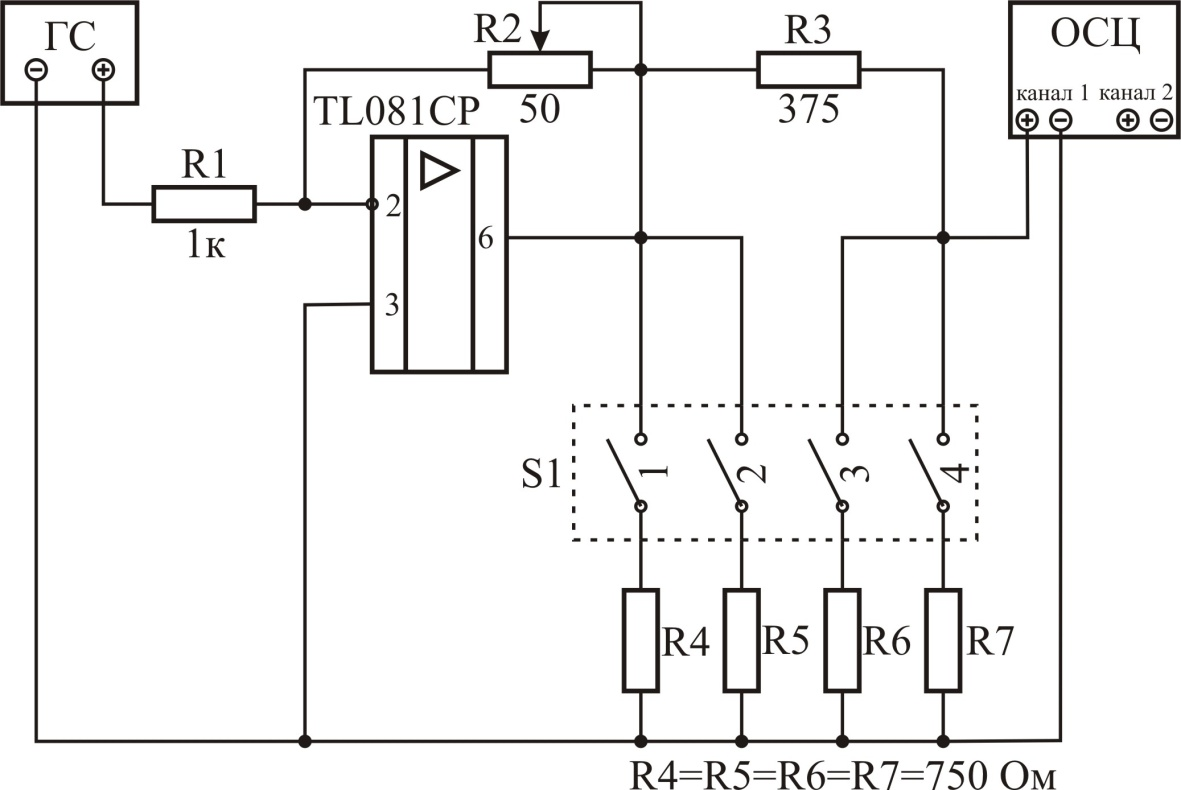 ГС
R2
R3
ОСЦ
канал 1 канал 2
50
375
TL081CP
R1
1к
2
6
3
S1
1
2
3
4
R4
R5
R6
R7
R4=R5=R6=R7=750 Ом